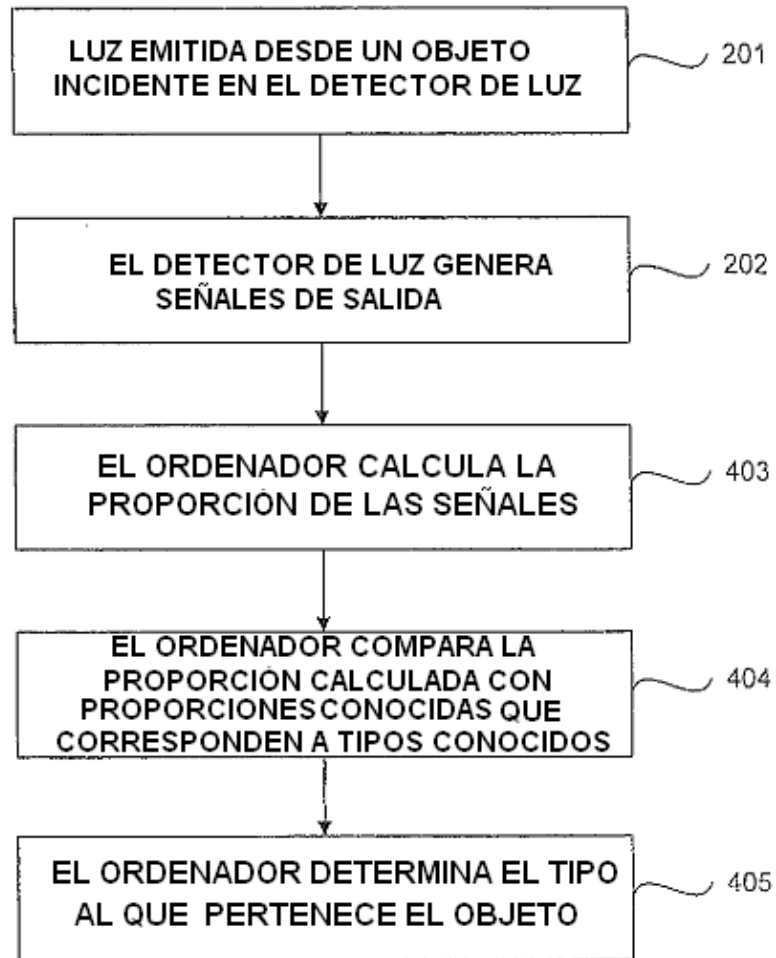 LUZ EMITIDA DESDE UN OBJETO
INCIDENTE EN EL DETECTOR DE LUZ
201
EL DETECTOR DE LUZ GENERA
SEÑALES DE SALIDA
202
EL ORDENADOR CALCULA LA
PROPORCIÓN DE LAS SEÑALES
403
EL ORDENADOR COMPARA LA
PROPORCIÓN CALCULADA CON
PROPORCIONES CONOCIDAS QUE
CORRESPONDEN A TIPOS CONOCIDOS
404
EL ORDENADOR DETERMINA EL TIPO
AL QUE PERTENECE EL OBJETO
405